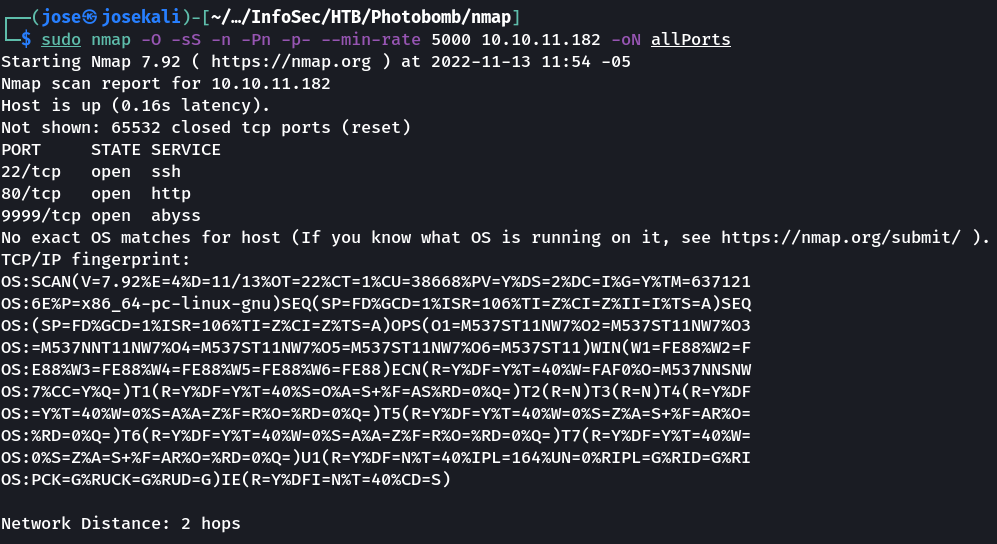 ┌──(jose㉿josekali)-[~/…/InfoSec/HTB/Photobomb/nmap]
└─$ sudo nmap -O -sS -n -Pn -p- --min-rate 5000 10.10.11.182 -oN allPorts
Starting Nmap 7.92 ( https://nmap.org ) at 2022-11-13 11:54 -05
Nmap scan report for 10.10.11.182
Host is up (0.16s latency).
Not shown: 65532 closed tcp ports (reset)
PORT     STATE SERVICE
22/tcp   open  ssh
80/tcp   open  http
9999/tcp open  abyss
No exact OS matches for host (If you know what OS is running on it, see https://nmap.org/submit/ ).
TCP/IP fingerprint:
OS:SCAN(V=7.92%E=4%D=11/13%OT=22%CT=1%CU=38668%PV=Y%DS=2%DC=I%G=Y%TM=637121
OS:6E%P=x86_64-pc-linux-gnu)SEQ(SP=FD%GCD=1%ISR=106%TI=Z%CI=Z%II=I%TS=A)SEQ
OS:(SP=FD%GCD=1%ISR=106%TI=Z%CI=Z%TS=A)OPS(O1=M537ST11NW7%O2=M537ST11NW7%O3
OS:=M537NNT11NW7%O4=M537ST11NW7%O5=M537ST11NW7%O6=M537ST11)WIN(W1=FE88%W2=F
OS:E88%W3=FE88%W4=FE88%W5=FE88%W6=FE88)ECN(R=Y%DF=Y%T=40%W=FAF0%O=M537NNSNW
OS:7%CC=Y%Q=)T1(R=Y%DF=Y%T=40%S=O%A=S+%F=AS%RD=0%Q=)T2(R=N)T3(R=N)T4(R=Y%DF
OS:=Y%T=40%W=0%S=A%A=Z%F=R%O=%RD=0%Q=)T5(R=Y%DF=Y%T=40%W=0%S=Z%A=S+%F=AR%O=
OS:%RD=0%Q=)T6(R=Y%DF=Y%T=40%W=0%S=A%A=Z%F=R%O=%RD=0%Q=)T7(R=Y%DF=Y%T=40%W=
OS:0%S=Z%A=S+%F=AR%O=%RD=0%Q=)U1(R=Y%DF=N%T=40%IPL=164%UN=0%RIPL=G%RID=G%RI
OS:PCK=G%RUCK=G%RUD=G)IE(R=Y%DFI=N%T=40%CD=S)
Network Distance: 2 hops